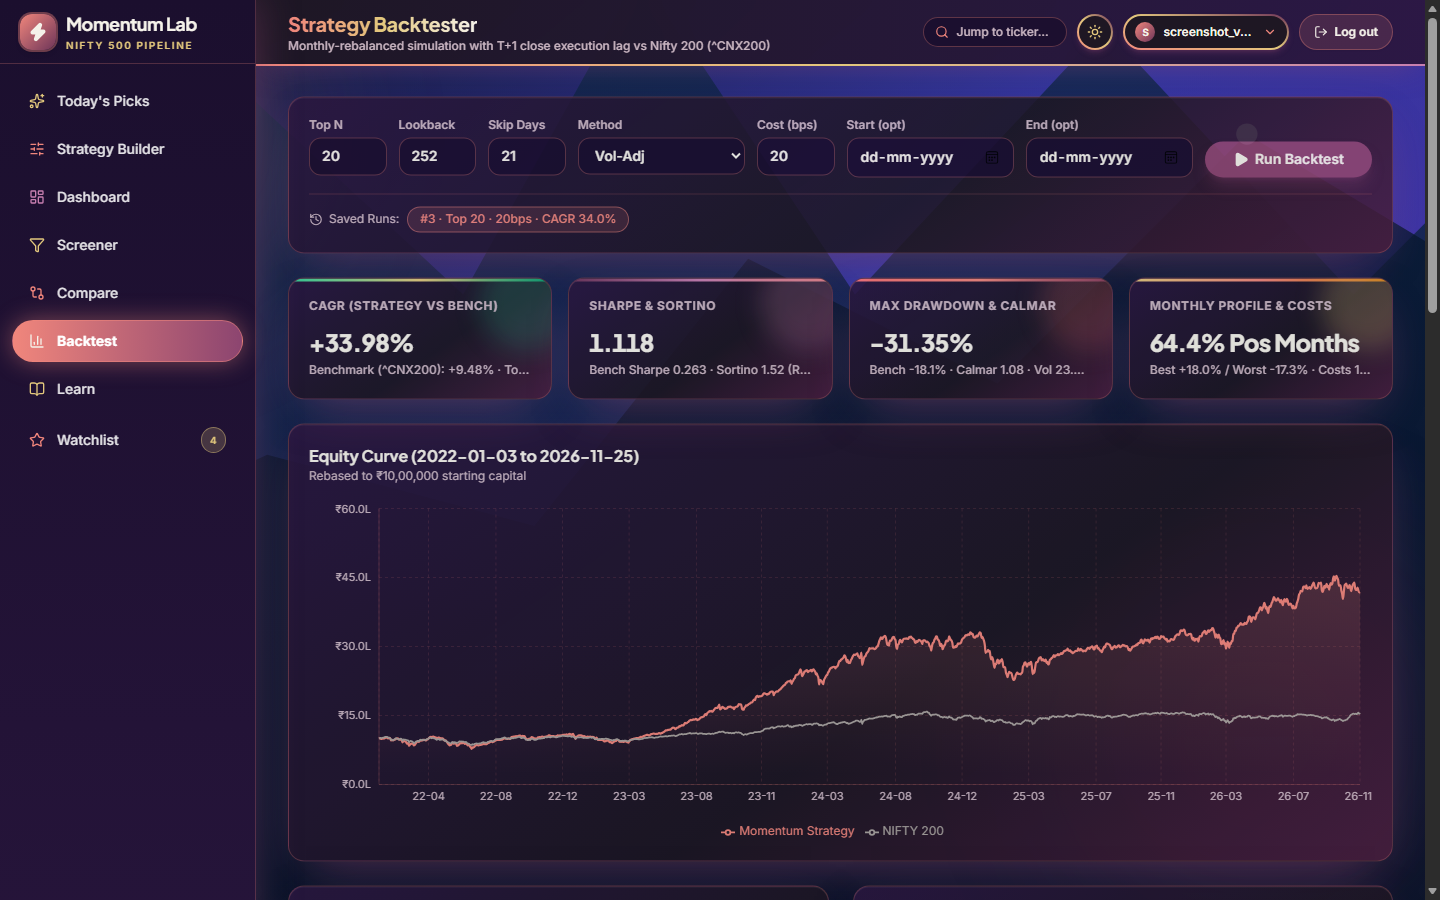 Momentum Lab
NIFTY 500 PIPELINE
Today's Picks
Strategy Builder
Dashboard
Screener
Compare
Backtest
Learn
Watchlist
4
Strategy Backtester
Monthly-rebalanced simulation with T+1 close execution lag vs Nifty 200 (^CNX200)
Jump to ticker...
S
screenshot_v...
Log out
Top N
Lookback
Skip Days
Method
Cost (bps)
Start (opt)
End (opt)
20
252
21
Vol-Adj
20
dd-mm-yyyy
dd-mm-yyyy
Run Backtest
Saved Runs:
#3 · Top 20 · 20bps · CAGR 34.0%
CAGR (STRATEGY VS BENCH)
+33.98%
Benchmark (^CNX200): +9.48% · To...
SHARPE & SORTINO
1.118
Bench Sharpe 0.263 · Sortino 1.52 (R...
MAX DRAWDOWN & CALMAR
-31.35%
Bench -18.1% · Calmar 1.08 · Vol 23....
MONTHLY PROFILE & COSTS
64.4% Pos Months
Best +18.0% / Worst -17.3% · Costs 1...
Equity Curve (2022-01-03 to 2026-11-25)
Rebased to ₹10,00,000 starting capital
₹60.0L
₹45.0L
₹30.0L
₹15.0L
₹0.0L
22-04
22-08
22-12
23-03
23-08
23-11
24-03
24-08
24-12
25-03
25-07
25-11
26-03
26-07
26-11
Momentum Strategy
NIFTY 200